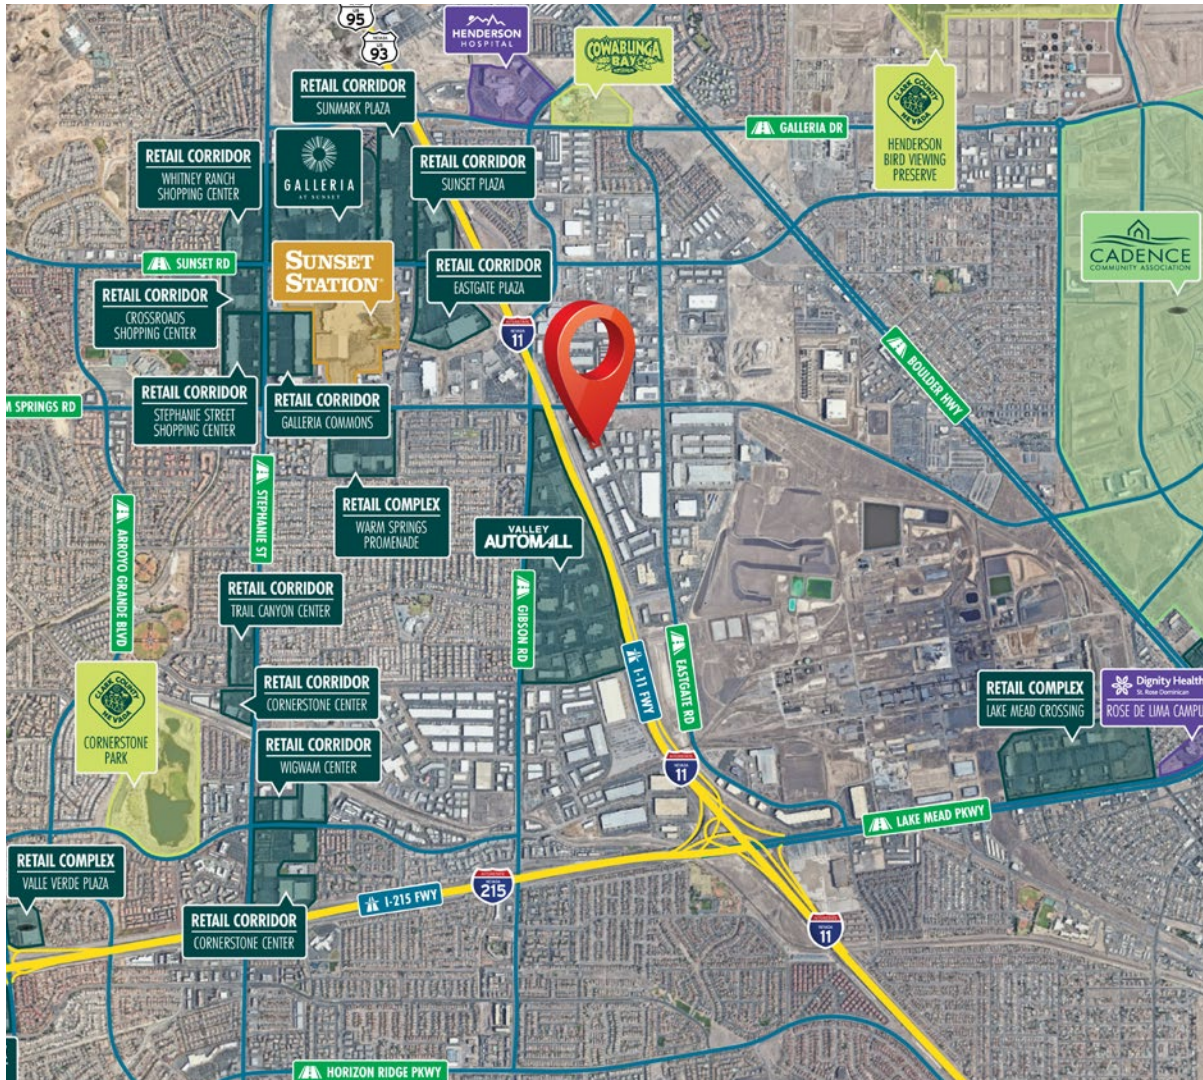 US
95
NEVADA
US
93
HENDERSON
HOSPITAL
COWABUNGA
BAY
RETAIL CORRIDOR
SUNMARK PLAZA
GALLERIA DR
CLARK COUNTY
NEVADA
HENDERSON
BIRD VIEWING
PRESERVE
RETAIL CORRIDOR
WHITNEY RANCH
SHOPPING CENTER
GALLERIA
AT SUNSET
RETAIL CORRIDOR
SUNSET PLAZA
CADENCE
COMMUNITY ASSOCIATION
SUNSET RD
SUNSET
STATION
RETAIL CORRIDOR
EASTGATE PLAZA
RETAIL CORRIDOR
CROSSROADS
SHOPPING CENTER
NEVADA
11
BOULDER HWY
M SPRINGS RD
RETAIL CORRIDOR
STEPHANIE STREET
SHOPPING CENTER
RETAIL CORRIDOR
GALLERIA COMMONS
STEPHANIE ST
ARROYO GRANDE BLVD
RETAIL COMPLEX
WARM SPRINGS
PROMENADE
VALLEY
AUTOMALL
GIBSON RD
RETAIL CORRIDOR
TRAIL CANYON CENTER
I-11 FWY
EASTGATE RD
CLARK COUNTY
NEVADA
CORNERSTONE
PARK
RETAIL CORRIDOR
CORNERSTONE CENTER
RETAIL COMPLEX
LAKE MEAD CROSSING
Dignity Health
St. Rose Dominican
ROSE DE LIMA CAMPU
RETAIL CORRIDOR
WIGWAM CENTER
NEVADA
11
LAKE MEAD PKWY
RETAIL COMPLEX
VALLE VERDE PLAZA
I-215 FWY
NEVADA
215
RETAIL CORRIDOR
CORNERSTONE CENTER
NEVADA
11
HORIZON RIDGE PKWY